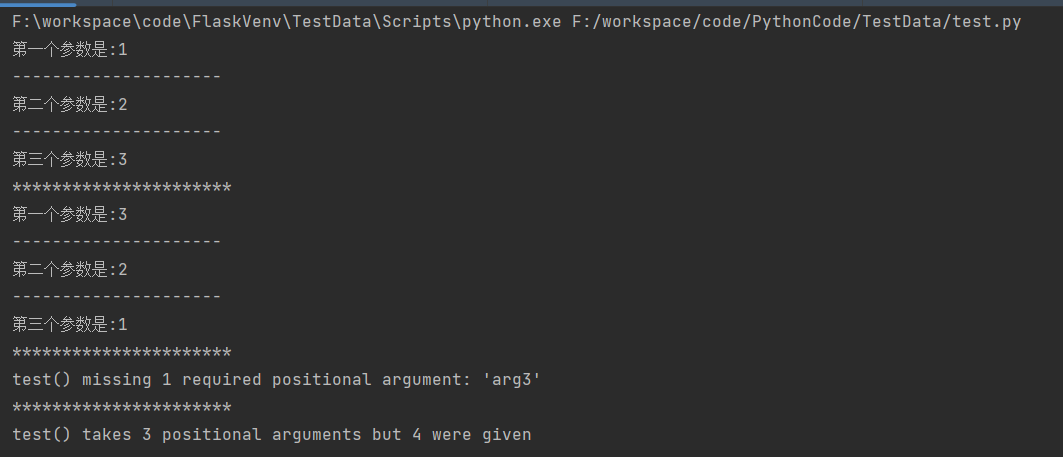 F:\workspace\code\FlaskVenv\TestData\Scripts\python.exe F:/workspace/code/PythonCode/TestData/test.py
第一个参数是:1
---------------------
第二个参数是:2
---------------------
第三个参数是:3
**********************
第一个参数是:3
---------------------
第二个参数是:2
---------------------
第三个参数是:1
**********************
test() missing 1 required positional argument: 'arg3'
**********************
test() takes 3 positional arguments but 4 were given